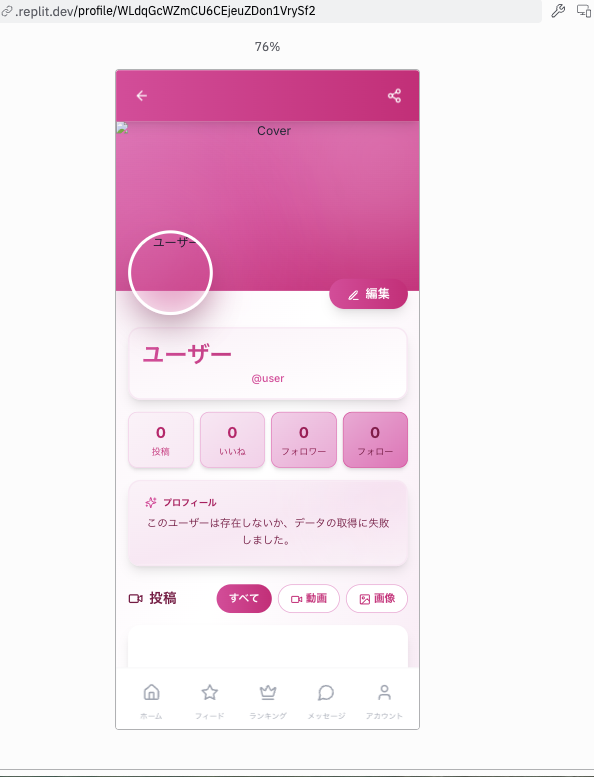 .replit.dev/profile/WLdqGcWZmCU6CEjeuZDon1VrySf2
76%
Cover
ユーザー
編集
ユーザー
@user
0 0 0 0
投稿 いいね フォロワー フォロー
プロフィール
このユーザーは存在しないか、データの取得に失敗
しました。
投稿 すべて 動画 画像
ホーム フィード ランキング メッセージ アカウント